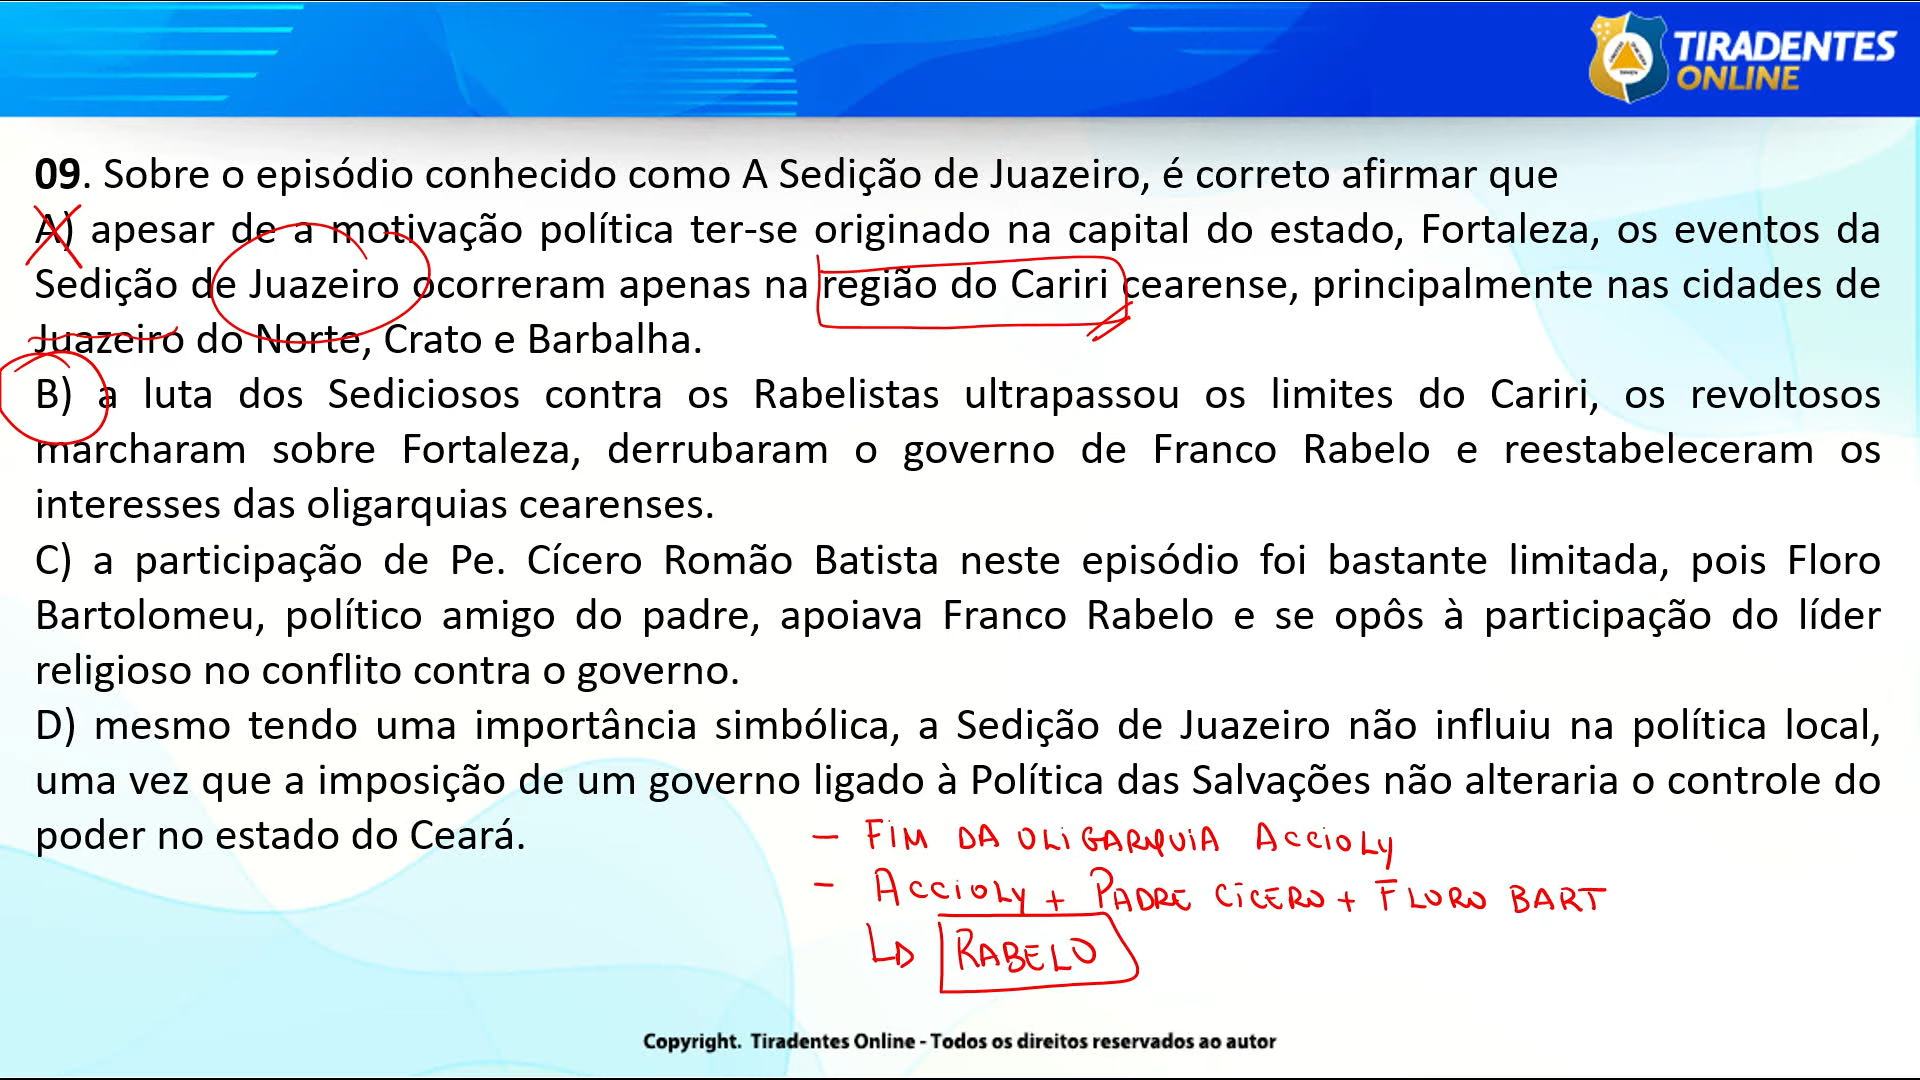 TIRADENTES
ONLINE
09. Sobre o episódio conhecido como A Sedição de Juazeiro, é correto afirmar que
A) apesar de a motivação política ter-se originado na capital do estado, Fortaleza, os eventos da
Sedição de Juazeiro ocorreram apenas na região do Cariri cearense, principalmente nas cidades de
Juazeiro do Norte, Crato e Barbalha.
B) a luta dos Sediciosos contra os Rabelistas ultrapassou os limites do Cariri, os revoltosos
marcharam sobre Fortaleza, derrubaram o governo de Franco Rabelo e reestabeleceram os
interesses das oligarquias cearenses.
C) a participação de Pe. Cícero Romão Batista neste episódio foi bastante limitada, pois Floro
Bartolomeu, político amigo do padre, apoiava Franco Rabelo e se opôs à participação do líder
religioso no conflito contra o governo.
D) mesmo tendo uma importância simbólica, a Sedição de Juazeiro não influiu na política local,
uma vez que a imposição de um governo ligado à Política das Salvações não alteraria o controle do
poder no estado do Ceará.
- FIM DA OLIGARQUIA ACCIOLY
- ACCIOLY + PADRE CÍCERO + FLORO BART
RABELO
Copyright. Tiradentes Online - Todos os direitos reservados ao autor